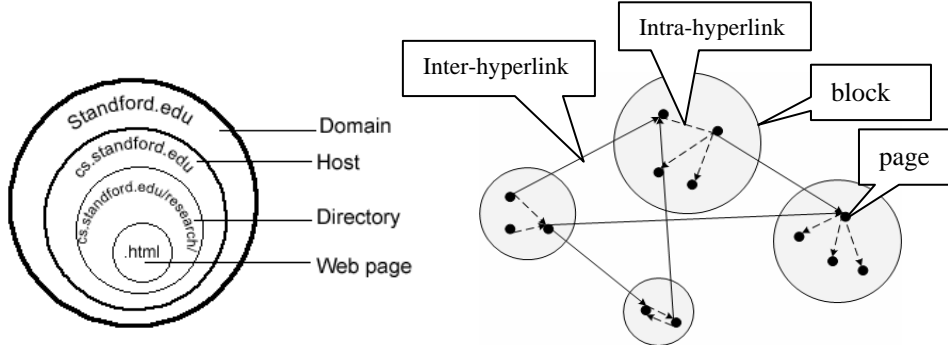 Standford.edu
cs.standford.edu
cs.standford.edu/research/
.html
Domain
Host
Directory
Web page
Inter-hyperlink
Intra-hyperlink
block
page